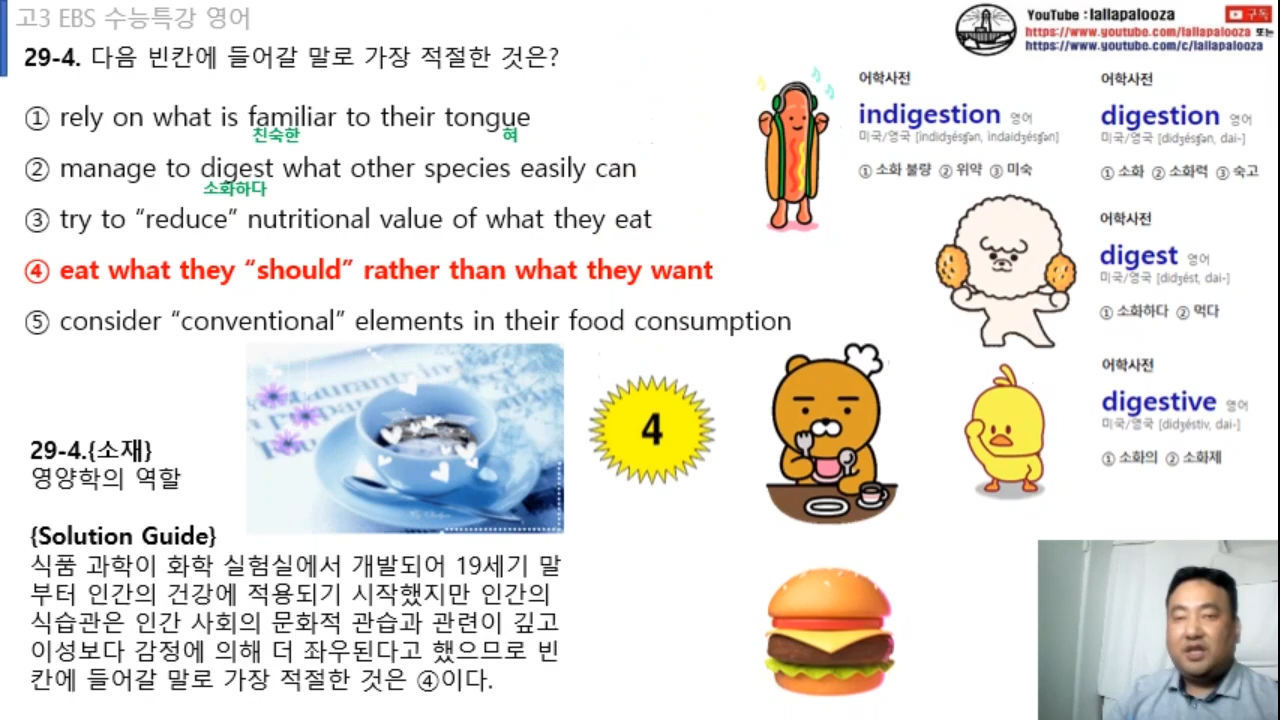 고3 EBS 수능특강 영어
YouTube : lallapalooza
구독
https://www.youtube.com/lallapalooza 또는
https://www.youtube.com/c/lallapalooza
29-4. 다음 빈칸에 들어갈 말로 가장 적절한 것은?
① rely on what is familiar to their tongue
친숙한 혀
② manage to digest what other species easily can
소화하다
③ try to “reduce” nutritional value of what they eat
④ eat what they “should” rather than what they want
⑤ consider “conventional” elements in their food consumption
어학사전
indigestion 영어
미국/영국 [indidʒésʧən, indaidʒésʧən]
① 소화 불량 ② 위약 ③ 미숙
어학사전
digestion 영어
미국/영국 [didʒésʧən, dai-]
① 소화 ② 소화력 ③ 숙고
어학사전
digest 영어
미국/영국 [didʒést, dai-]
① 소화하다 ② 먹다
어학사전
digestive 영어
미국/영국 [didʒéstiv, dai-]
① 소화의 ② 소화제
4
29-4.{소재}
영양학의 역할
{Solution Guide}
식품 과학이 화학 실험실에서 개발되어 19세기 말
부터 인간의 건강에 적용되기 시작했지만 인간의
식습관은 인간 사회의 문화적 관습과 관련이 깊고
이성보다 감정에 의해 더 좌우된다고 했으므로 빈
칸에 들어갈 말로 가장 적절한 것은 ④이다.